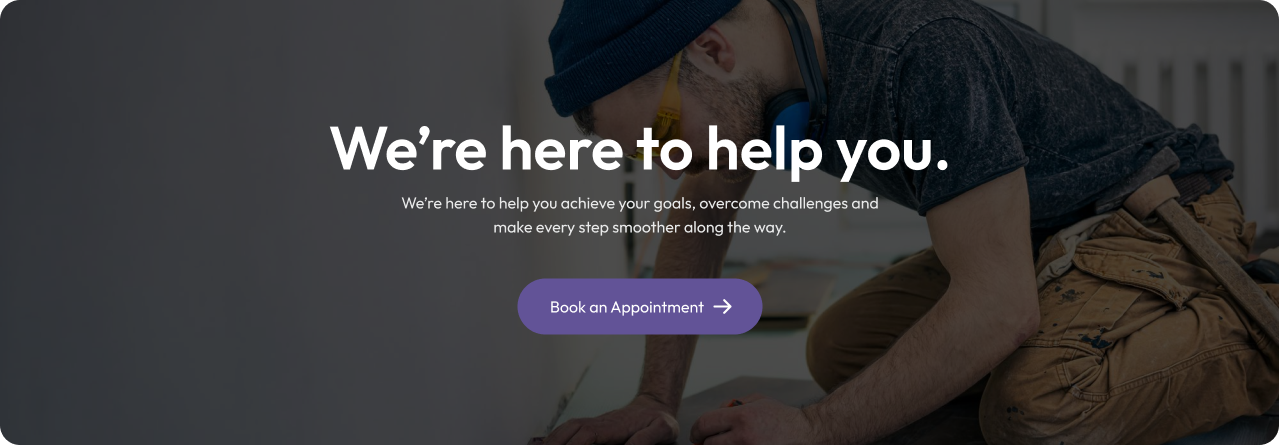 We’re here to help you.
We’re here to help you achieve your goals, overcome challenges and
make every step smoother along the way.
Book an Appointment